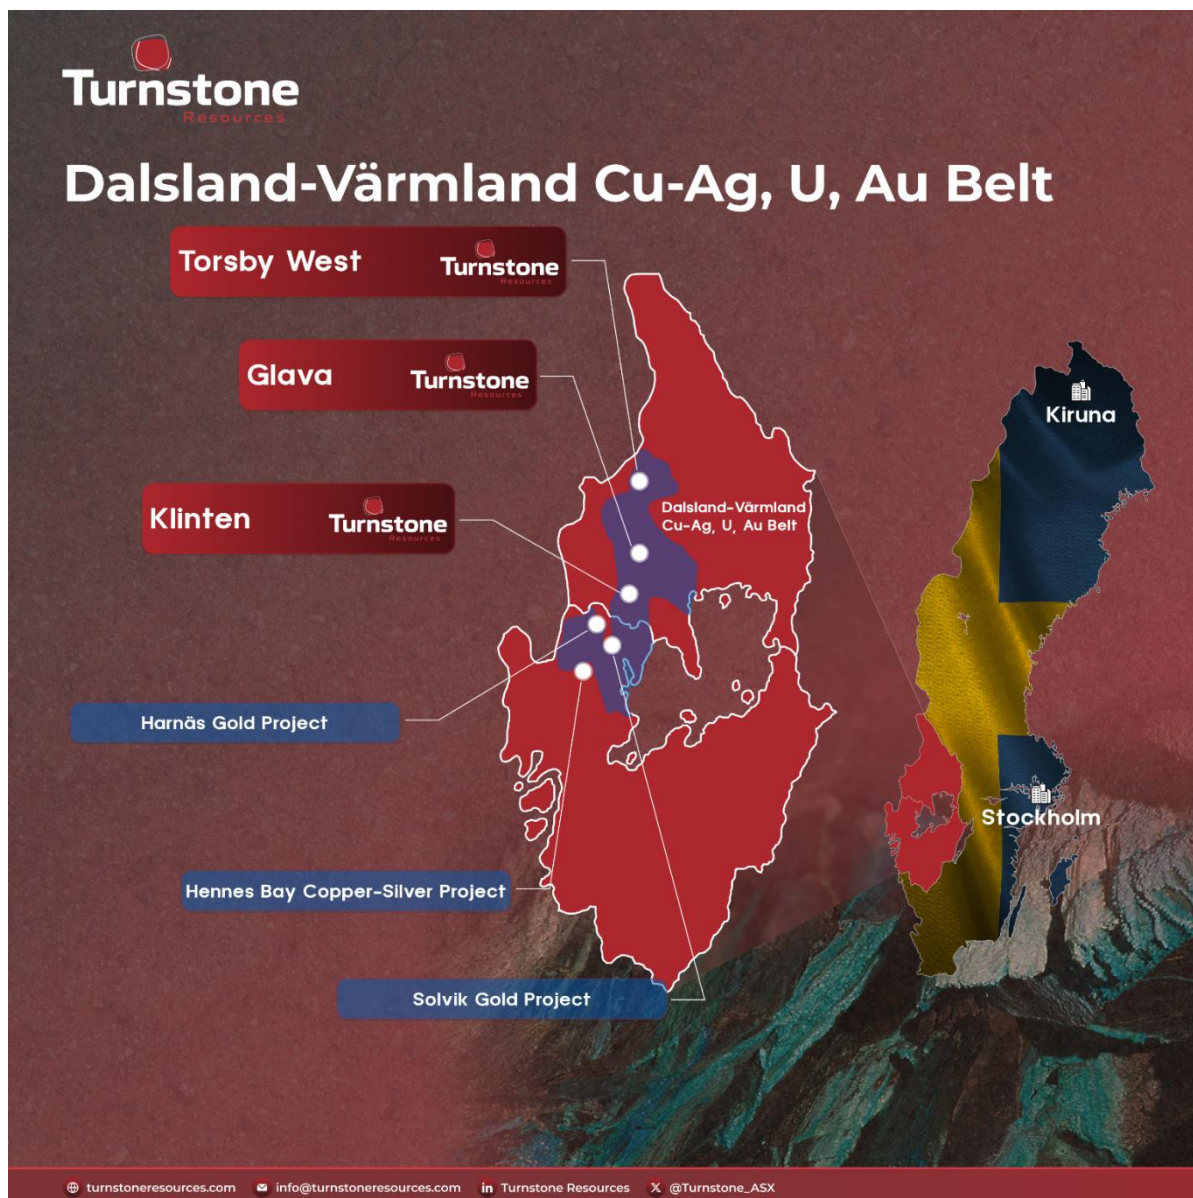 Turnstone
Resources
Dalsland-Värmland Cu-Ag, U, Au Belt
Torsby West
Turnstone
Resources
Glava
Turnstone
Resources
Klinten
Turnstone
Resources
Dalsland-Värmland
Cu-Ag, U, Au Belt
Kiruna
Stockholm
Harnäs Gold Project
Hennes Bay Copper-Silver Project
Solvik Gold Project
turnstoneresources.com info@turnstoneresources.com in Turnstone Resources X @Turnstone_ASX